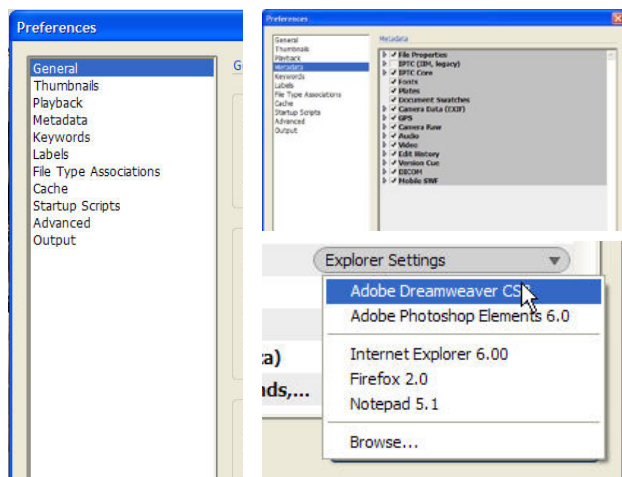 Preferences
General
Thumbnails
Playback
Metadata
Keywords
Labels
File Type Associations
Cache
Startup Scripts
Advanced
Output
G
Preferences
General
Thumbnails
Playback
Metadata
Keywords
Labels
File Type Associations
Cache
Startup Scripts
Advanced
Output
Metadata
File Properties
IPTC (IIM, legacy)
IPTC Core
Fonts
Plates
Document Swatches
Camera Data (EXIF)
GPS
Camera Raw
Audio
Video
Edit History
Version Cue
DICOM
Mobile SWF
Explorer Settings
Adobe Dreamweaver
Adobe Photoshop Elements 6.0
Internet Explorer 6.00
a)
Firefox 2.0
nds,...
Notepad 5.1
Browse...